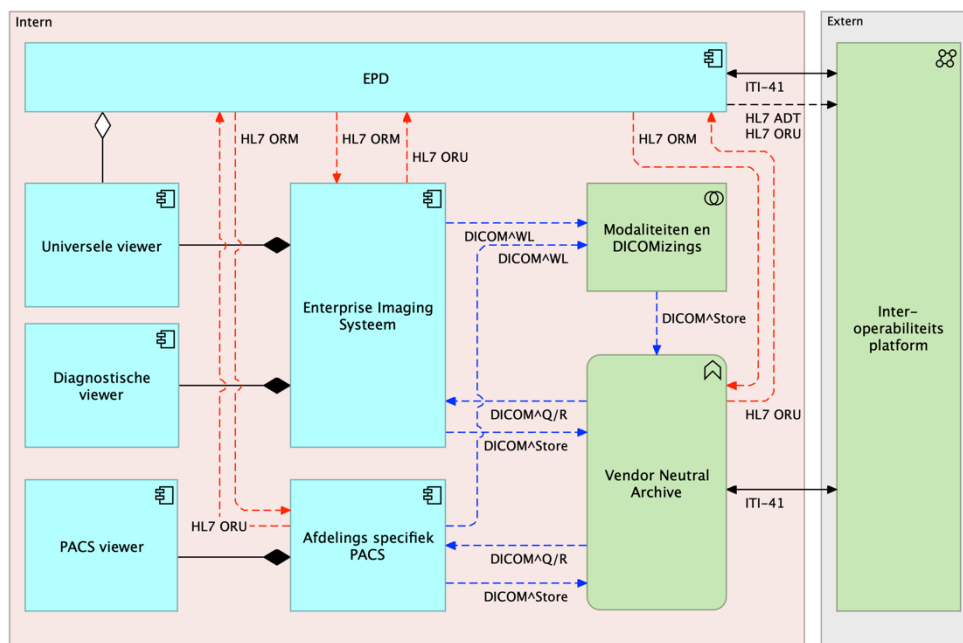 Intern
Extern
EPD
ITI-41
HL7 ADT
HL7 ORU
HL7 ORM
HL7 ORM
HL7 ORU
HL7 ORM
Universele viewer
Enterprise Imaging
Systeem
DICOM^WL
DICOM^WL
Modaliteiten en
DICOMizings
DICOM^Store
Inter-
operabiliteits
platform
Diagnostische
viewer
DICOM^Q/R
HL7 ORU
DICOM^Store
Vendor Neutral
Archive
ITI-41
HL7 ORU
PACS viewer
Afdelings specifiek
PACS
DICOM^Q/R
DICOM^Store